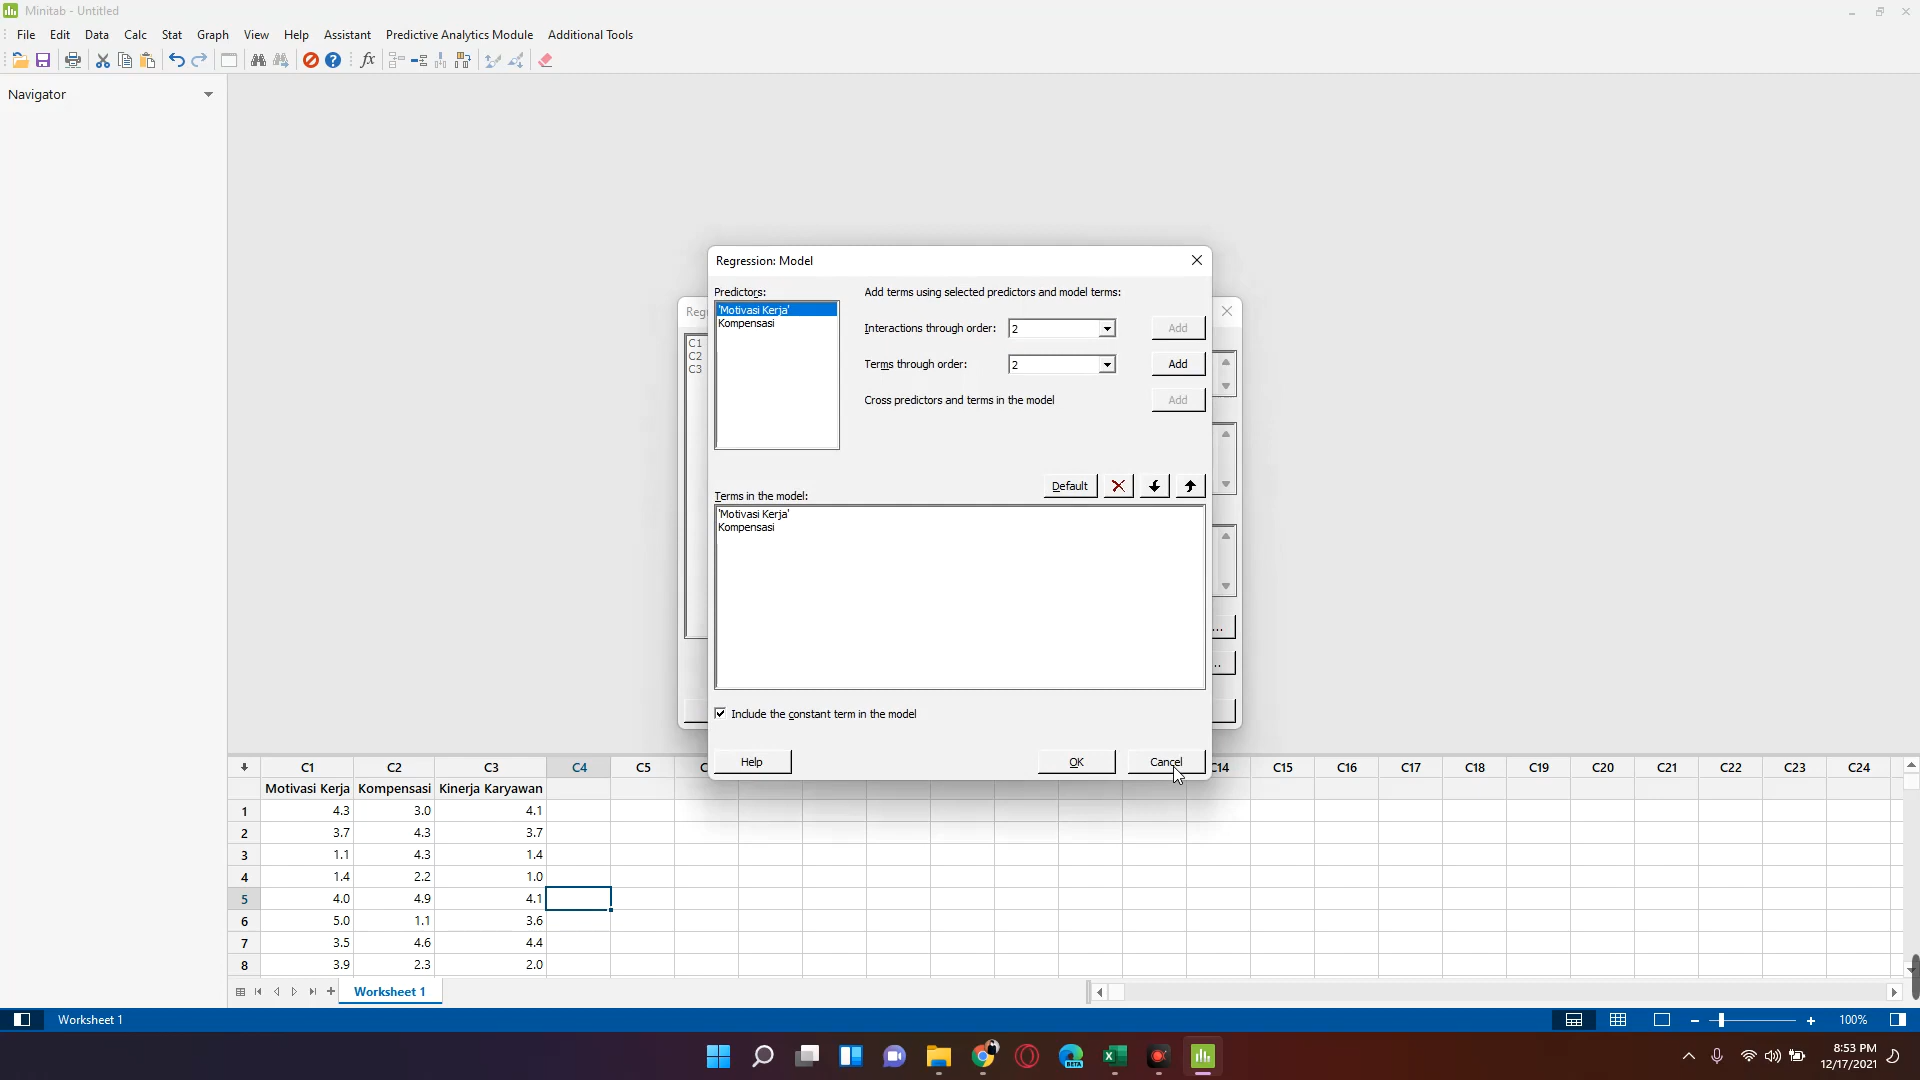 Minitab - Untitled
File Edit Data Calc Stat Graph View Help Assistant Predictive Analytics Module Additional Tools
Navigator
Regression: Model
Predictors:
'Motivasi Kerja'
Kompensasi
Add terms using selected predictors and model terms:
Interactions through order: 2 Add
Terms through order: 2 Add
Cross predictors and terms in the model Add
Default
Terms in the model:
'Motivasi Kerja'
Kompensasi
Include the constant term in the model
Help OK Cancel
Reg
C1
C2
C3
...
..
C1 C2 C3 C4 C5 C14 C15 C16 C17 C18 C19 C20 C21 C22 C23 C24
Motivasi Kerja Kompensasi Kinerja Karyawan
1 4.3 3.0 4.1
2 3.7 4.3 3.7
3 1.1 4.3 1.4
4 1.4 2.2 1.0
5 4.0 4.9 4.1
6 5.0 1.1 3.6
7 3.5 4.6 4.4
8 3.9 2.3 2.0
Worksheet 1
Worksheet 1
100%
BETA
8:53 PM
12/17/2021